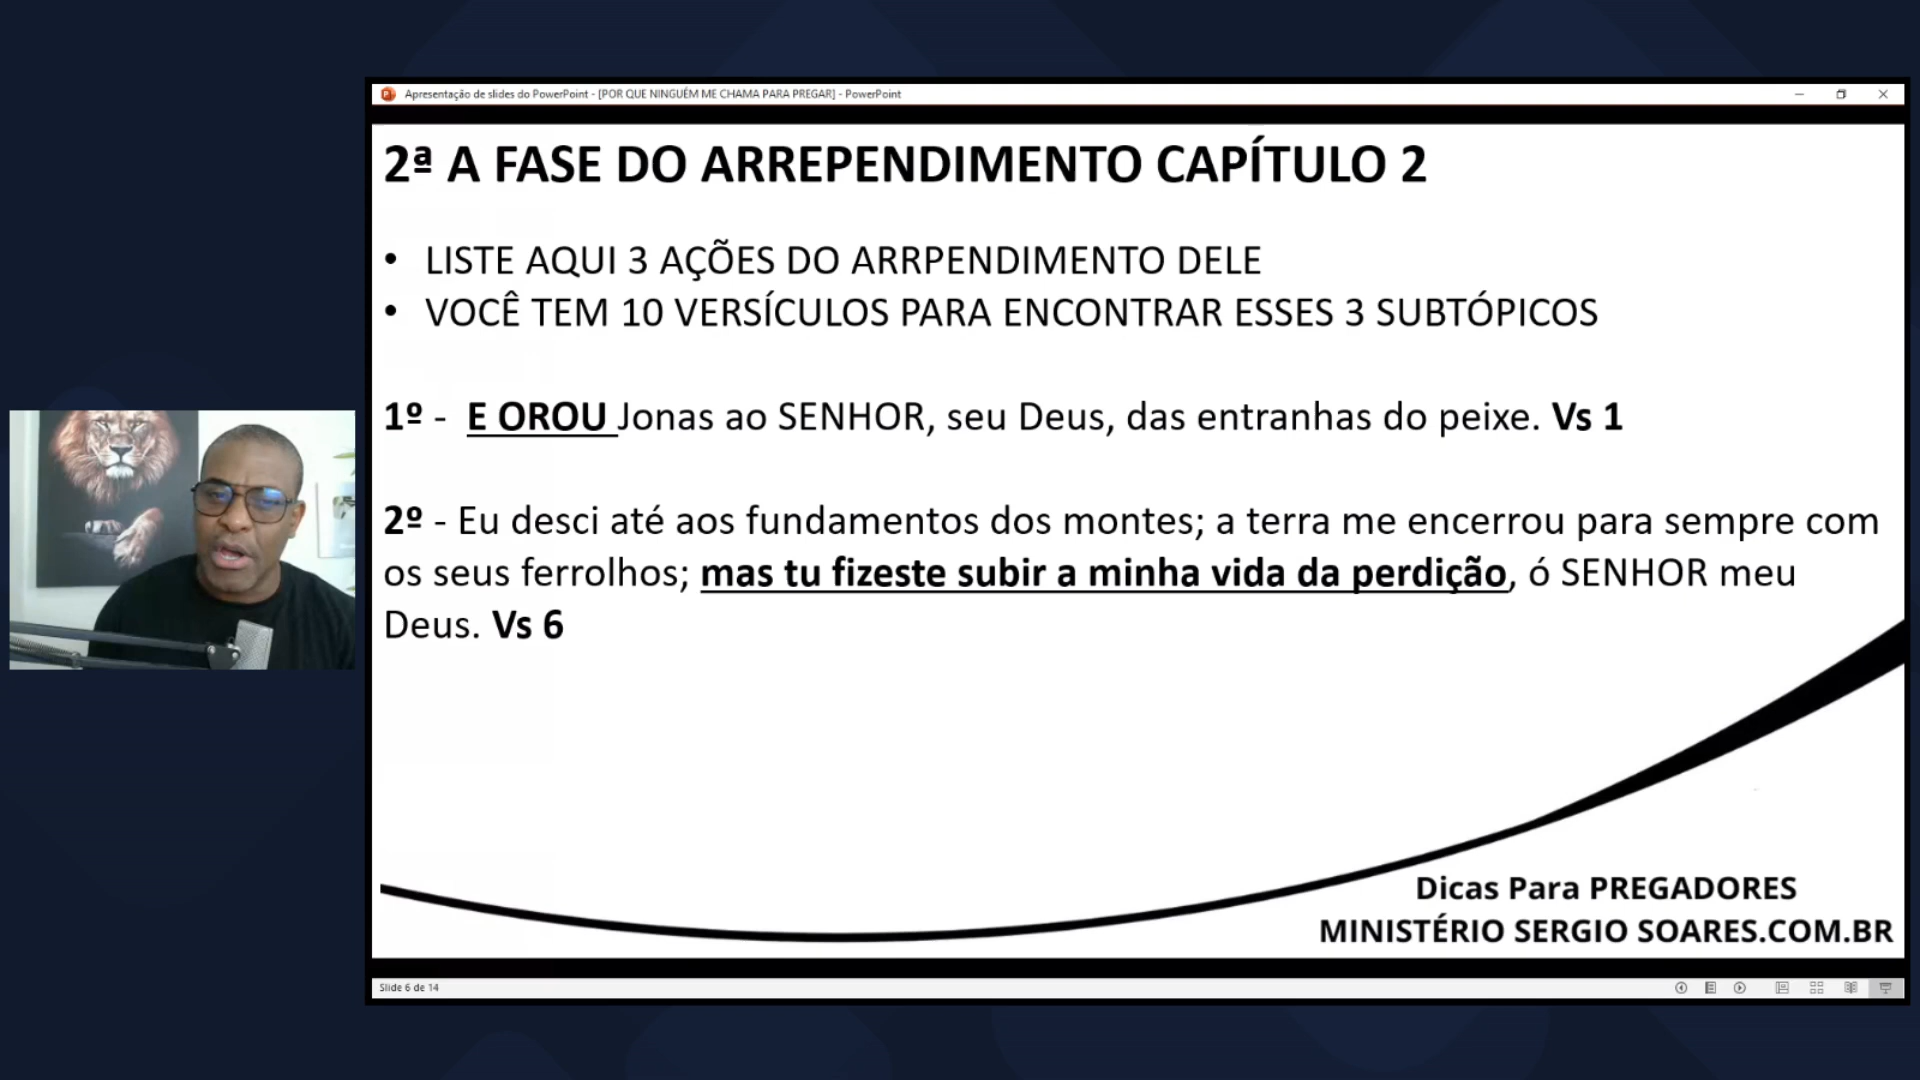 Apresentação de slides do PowerPoint - [POR QUE NINGUÉM ME CHAMA PARA PREGAR] - PowerPoint
2ª A FASE DO ARREPENDIMENTO CAPÍTULO 2
• LISTE AQUI 3 AÇÕES DO ARRPENDIMENTO DELE
• VOCÊ TEM 10 VERSÍCULOS PARA ENCONTRAR ESSES 3 SUBTÓPICOS
1º - E OROU Jonas ao SENHOR, seu Deus, das entranhas do peixe. Vs 1
2º - Eu desci até aos fundamentos dos montes; a terra me encerrou para sempre com
os seus ferrolhos; mas tu fizeste subir a minha vida da perdição, ó SENHOR meu
Deus. Vs 6
Dicas Para PREGADORES
MINISTÉRIO SERGIO SOARES.COM.BR
Slide 6 de 14